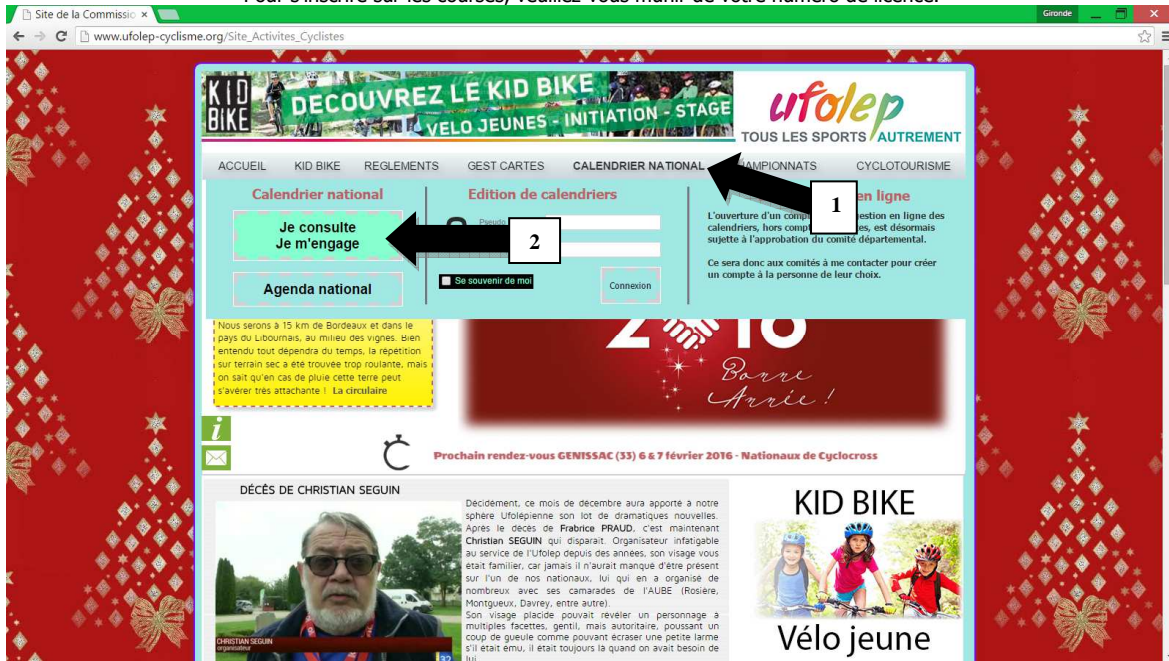 Pour s'inscrire sur les courses, veuillez vous munir de votre numéro de licence.
Site de la Commissio
Gironde
www.ufolep-cyclisme.org/Site_Activites_Cyclistes
KID
BIKE
DECOUVREZ LE KID BIKE
VELO JEUNES - INITIATION - STAGE
ufolep
TOUS LES SPORTS AUTREMENT
ACCUEIL KID BIKE REGLEMENTS GEST CARTES CALENDRIER NATIONAL CHAMPIONNATS CYCLOTOURISME
1
Calendrier national
Je consulte
Je m'engage
Agenda national
2
Edition de calendriers
Pseudo
Se souvenir de moi
Connexion
en ligne
L'ouverture d'un compte gestion en ligne des
calendriers, hors compt es, est désormais
sujette à l'approbation du comité départemental.
Ce sera donc aux comités à me contacter pour créer
un compte à la personne de leur choix.
Nous serons à 15 km de Bordeaux et dans le
pays du Libournais, au milieu des vignes. Bien
entendu tout dépendra du temps, la répétition
sur terrain sec a été trouvée trop roulante, mais
on sait qu'en cas de pluie cette terre peut
s'avérer très attachante ! La circulaire
2016
Bonne
Année !
i
Prochain rendez-vous GENISSAC (33) 6 & 7 février 2016 - Nationaux de Cyclocross
DÉCÈS DE CHRISTIAN SEGUIN
CHRISTIAN SEGUIN
organisateur
32
Décidément, ce mois de décembre aura apporté à notre
sphère Ufolépienne son lot de dramatiques nouvelles.
Après le décès de Frabrice PRAUD, c'est maintenant
Christian SEGUIN qui disparait. Organisateur infatigable
au service de l'Ufolep depuis des années, son visage vous
était familier, car jamais il n'aurait manqué d'être présent
sur l'un de nos nationaux, lui qui en a organisé de
nombreux avec ses camarades de l'AUBE (Rosière,
Montgueux, Davrey, entre autre).
Son visage placide pouvait révéler un personnage à
multiples facettes, gentil, mais autoritaire, poussant un
coup de gueule comme pouvant écraser une petite larme
s'il était ému, il était toujours là quand on avait besoin de
lui
KID BIKE
Vélo jeune